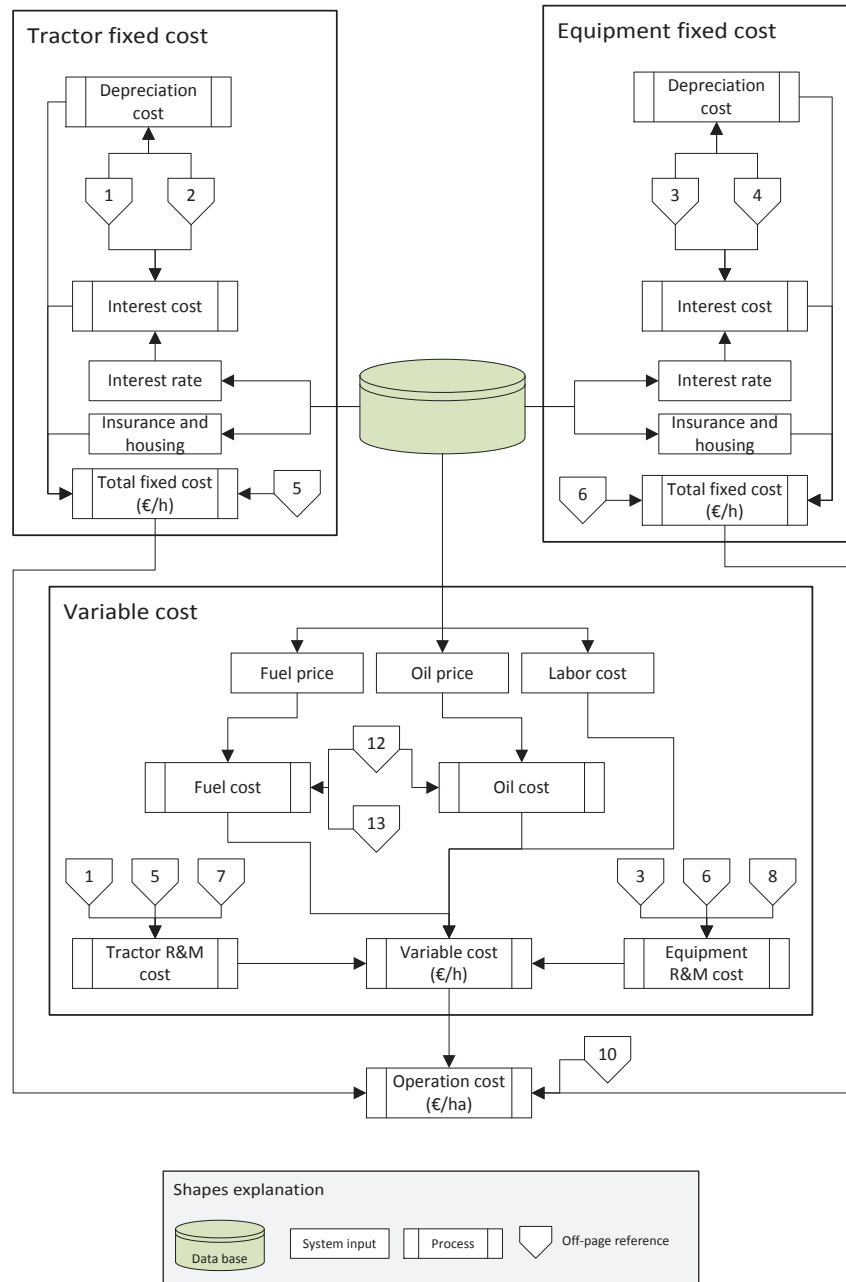 Tractor fixed cost
Depreciation
cost
1
2
Interest cost
Interest rate
Insurance and
housing
Total fixed cost
(€/h)
5
Equipment fixed cost
Depreciation
cost
3
4
Interest cost
Interest rate
Insurance and
housing
6
Total fixed cost
(€/h)
Variable cost
Fuel price
Oil price
Labor cost
12
Fuel cost
Oil cost
13
1
5
7
3
6
8
Tractor R&M
cost
Variable cost
(€/h)
Equipment
R&M cost
10
Operation cost
(€/ha)
Shapes explanation
Data base
System input
Process
Off-page reference